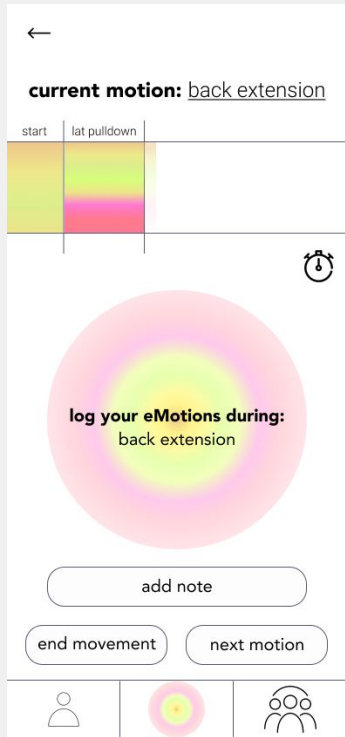 current motion: back extension
start lat pulldown
log your eMotions during:
back extension
add note
end movement next motion